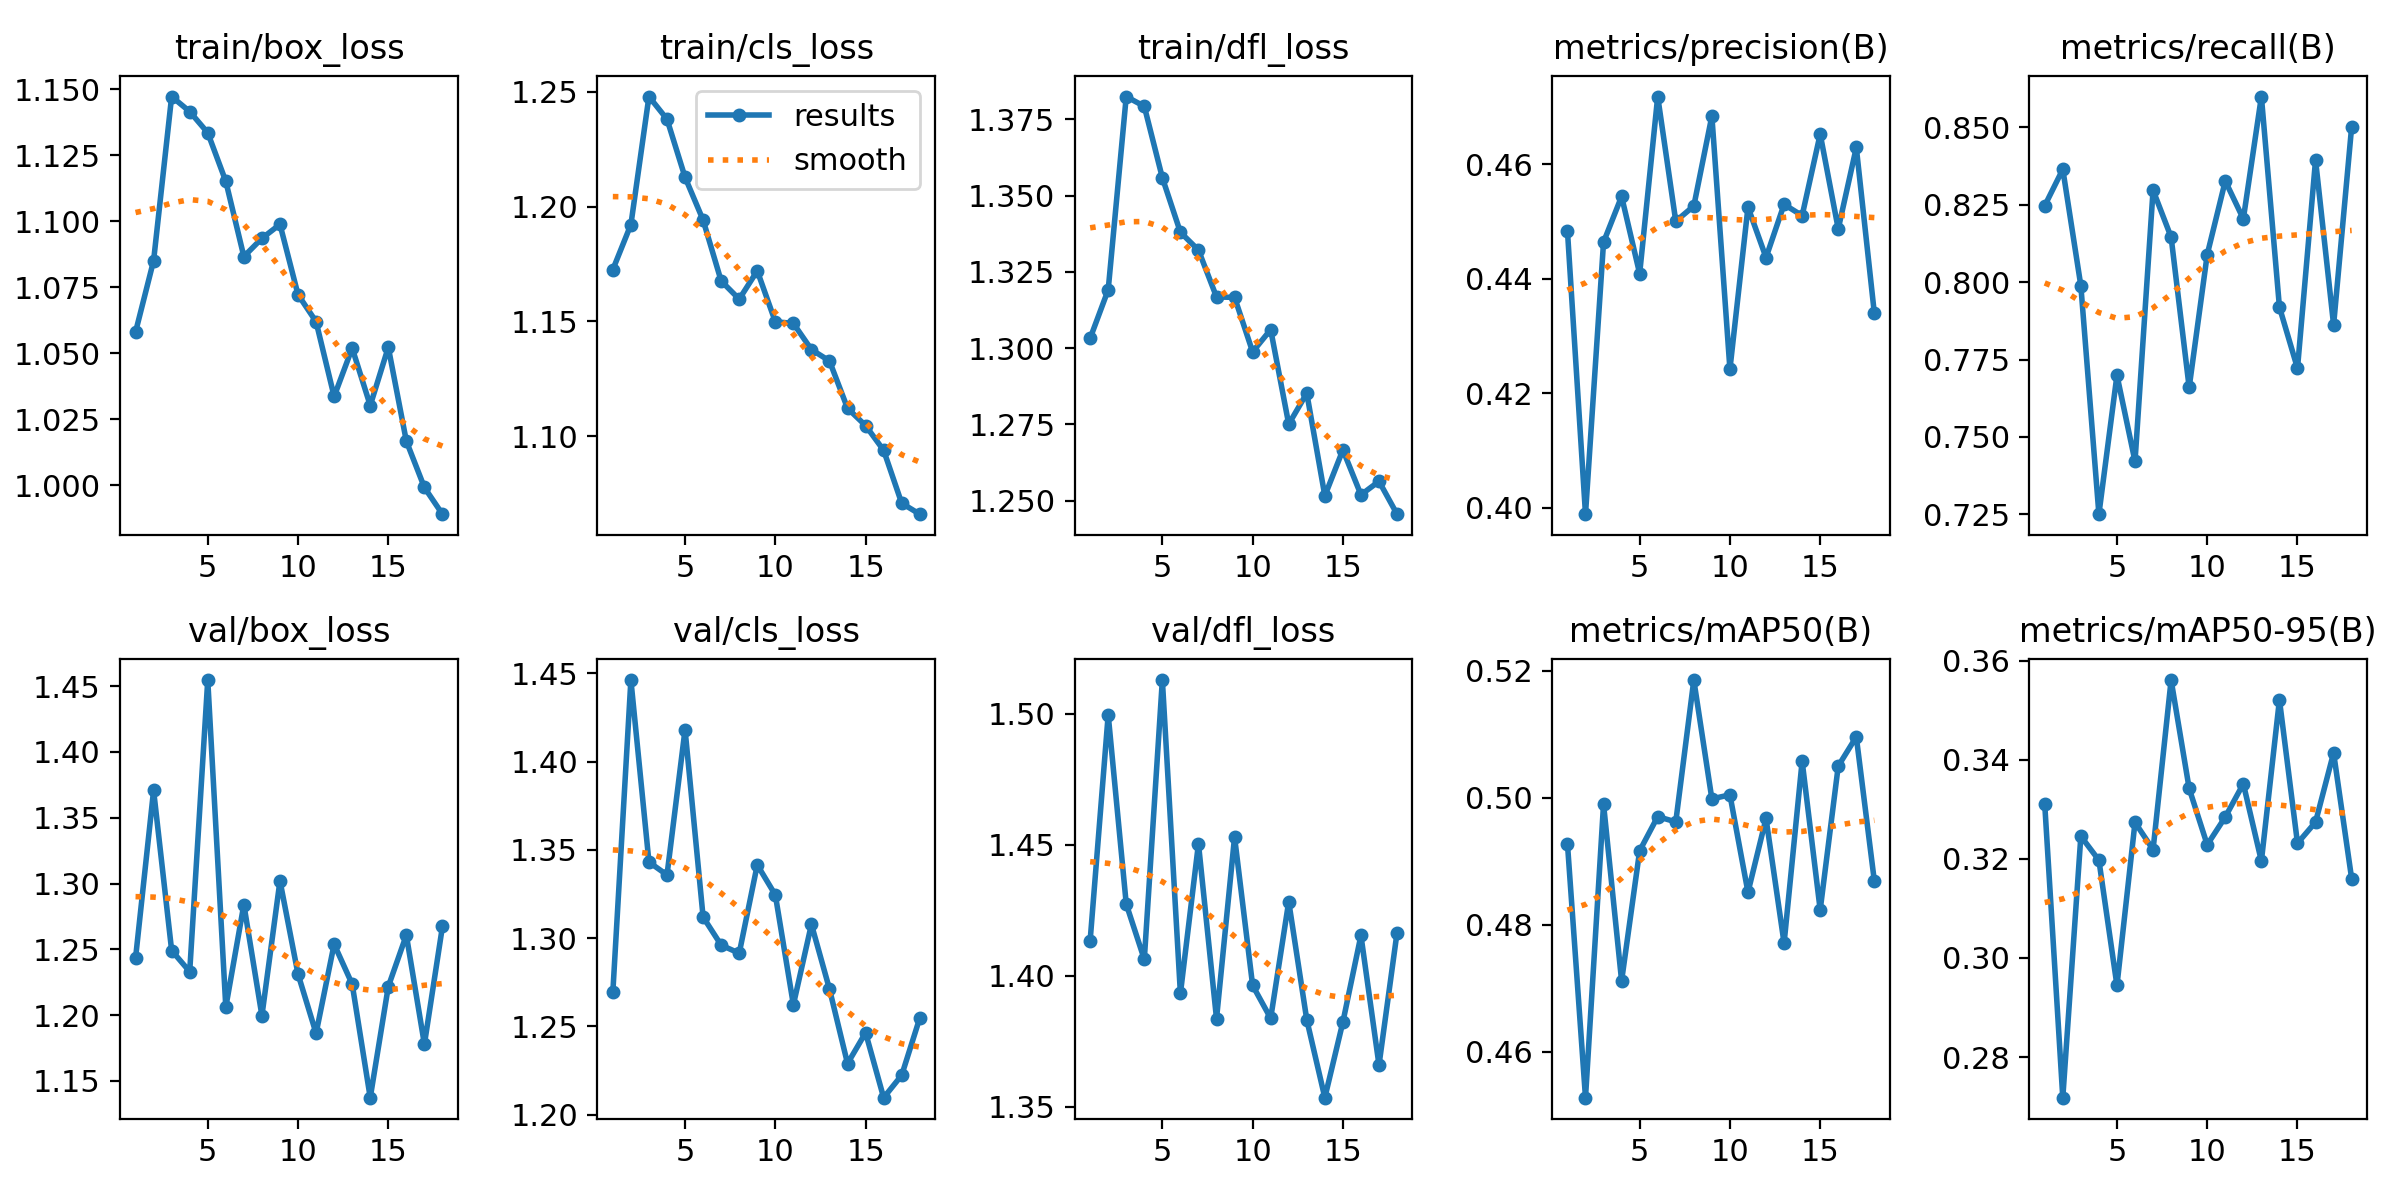 train/box_loss
1.150
1.125
1.100
1.075
1.050
1.025
1.000
5 10 15
train/cls_loss
results
smooth
1.25
1.20
1.15
1.10
5 10 15
train/dfl_loss
1.375
1.350
1.325
1.300
1.275
1.250
5 10 15
metrics/precision(B)
0.46
0.44
0.42
0.40
5 10 15
metrics/recall(B)
0.850
0.825
0.800
0.775
0.750
0.725
5 10 15
val/box_loss
1.45
1.40
1.35
1.30
1.25
1.20
1.15
5 10 15
val/cls_loss
1.45
1.40
1.35
1.30
1.25
1.20
5 10 15
val/dfl_loss
1.50
1.45
1.40
1.35
5 10 15
metrics/mAP50(B)
0.52
0.50
0.48
0.46
5 10 15
metrics/mAP50-95(B)
0.36
0.34
0.32
0.30
0.28
5 10 15